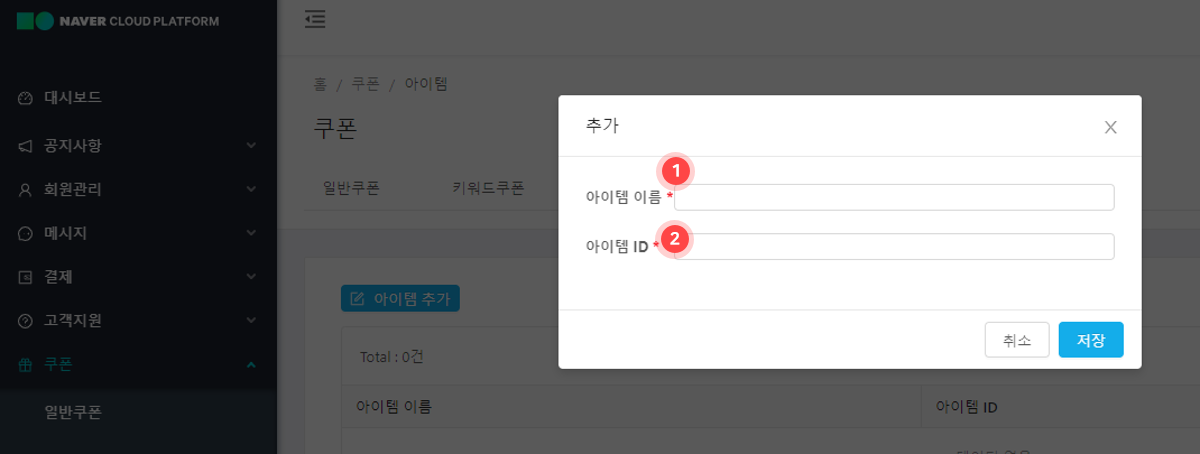 NAVER CLOUD PLATFORM
대시보드
공지사항
회원관리
메시지
결제
고객지원
쿠폰
일반쿠폰
홈 / 쿠폰 / 아이템
쿠폰
일반쿠폰 키워드쿠폰
아이템 추가
Total : 0건
아이템 이름 아이템 ID
추가
1
아이템 이름 *
2
아이템 ID *
취소 저장